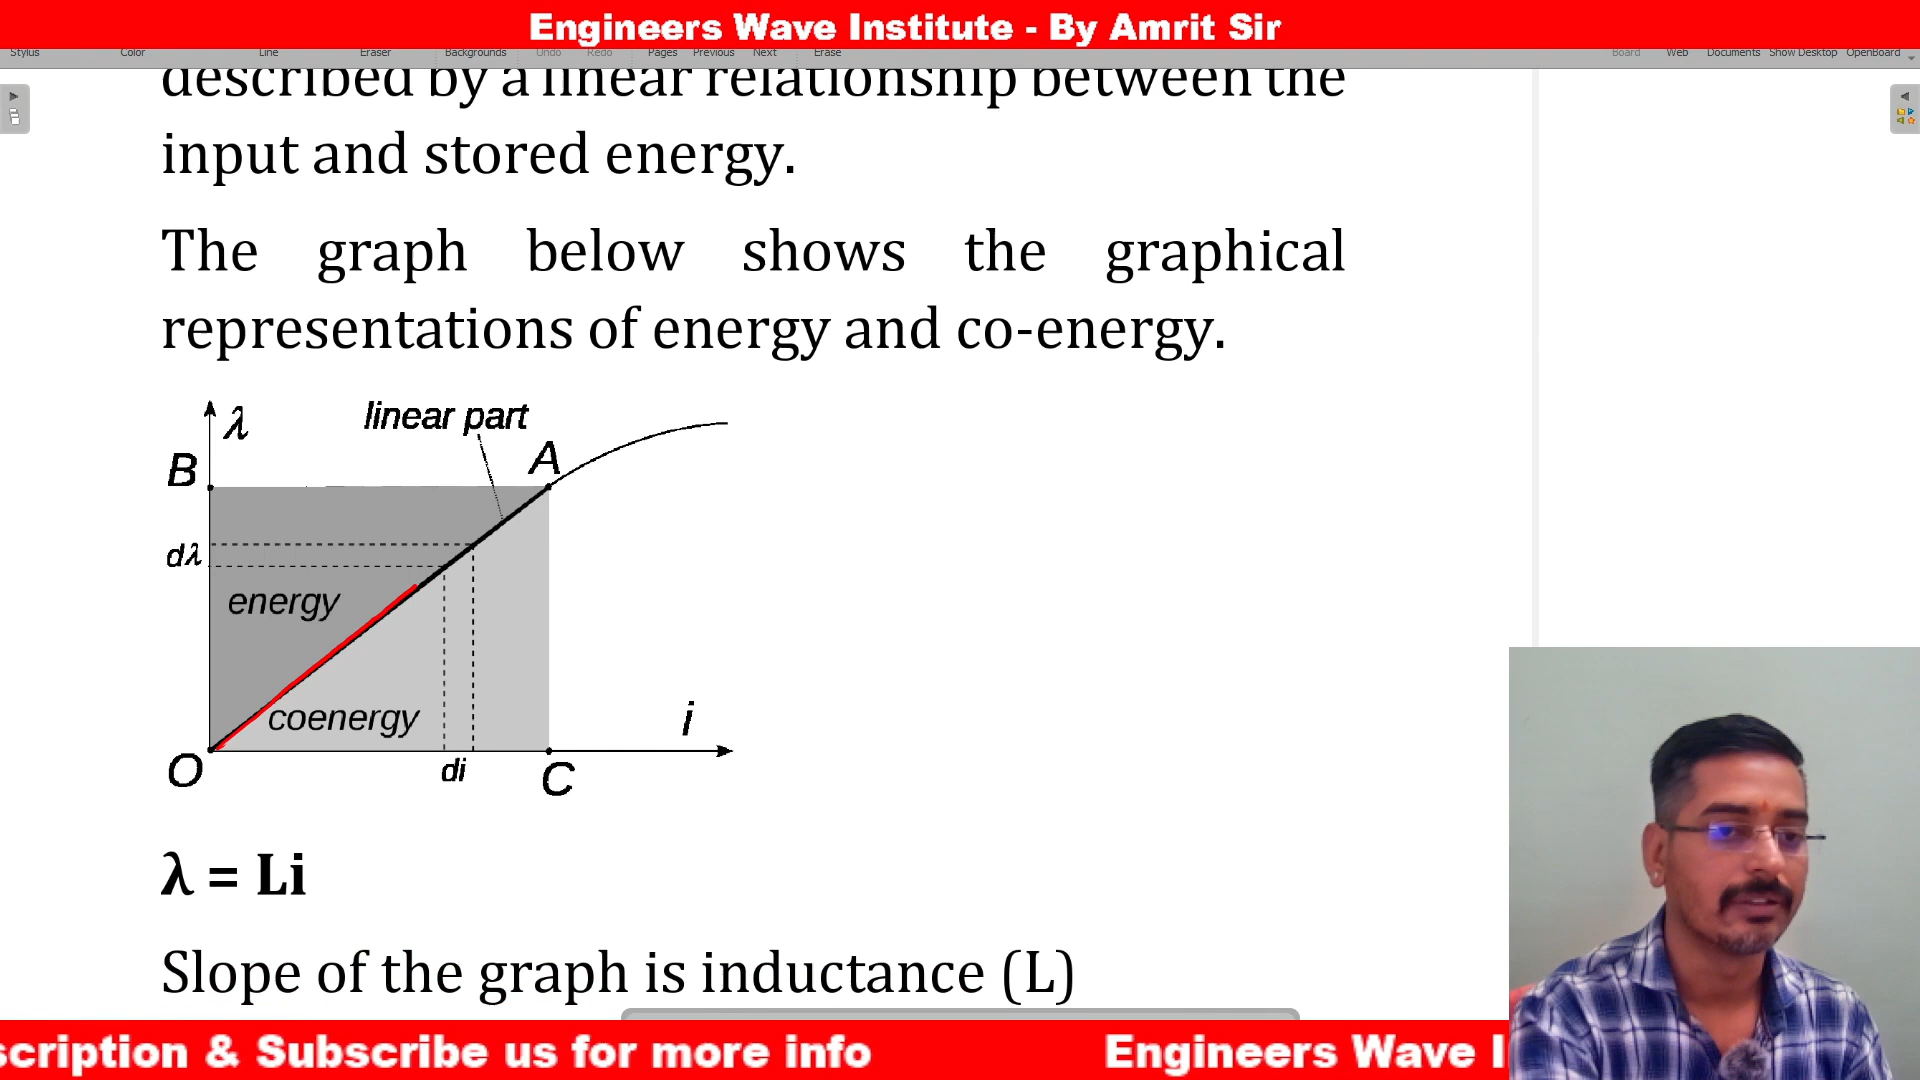 Engineers Wave Institute - By Amrit Sir
Stylus Color Line Eraser Backgrounds Undo Redo Pages Previous Next Erase Board Web Documents Show Desktop OpenBoard
described by a linear relationship between the
input and stored energy.
The graph below shows the graphical
representations of energy and co-energy.
λ
linear part
B
A
dλ
energy
coenergy
i
O
di
C
λ = Li
Slope of the graph is inductance (L)
scription & Subscribe us for more info Engineers Wave I